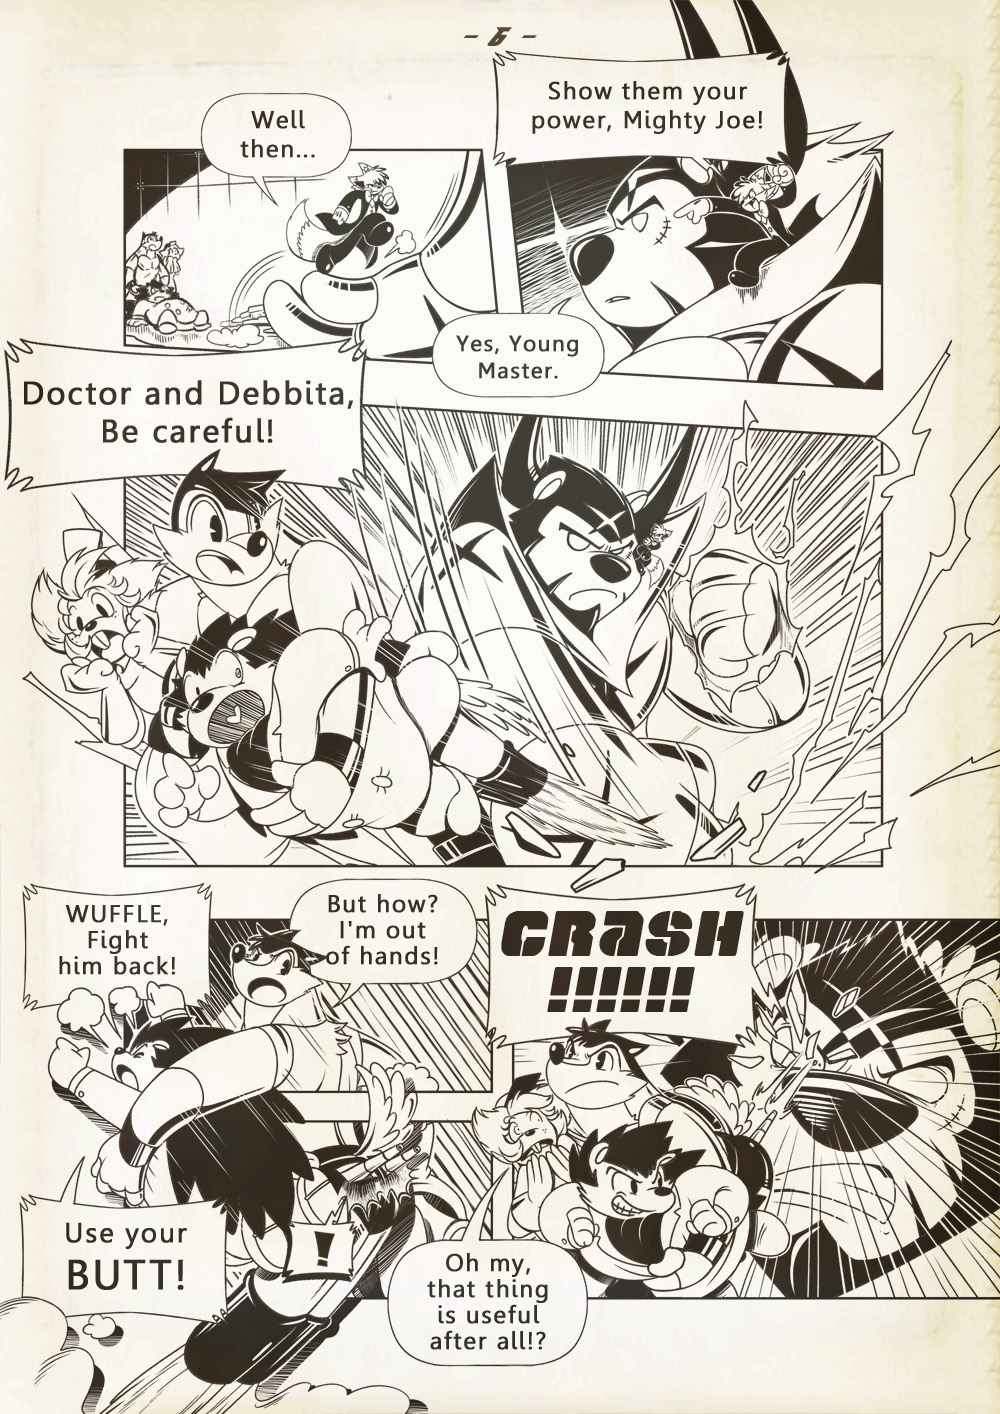 - 6 -
Well
then...
Show them your
power, Mighty Joe!
Yes, Young
Master.
Doctor and Debbita,
Be careful!
WUFFLE,
Fight
him back!
But how?
I'm out
of hands!
CRASH
!!!!!!
Use your
BUTT!
!
Oh my,
that thing
is useful
after all!?